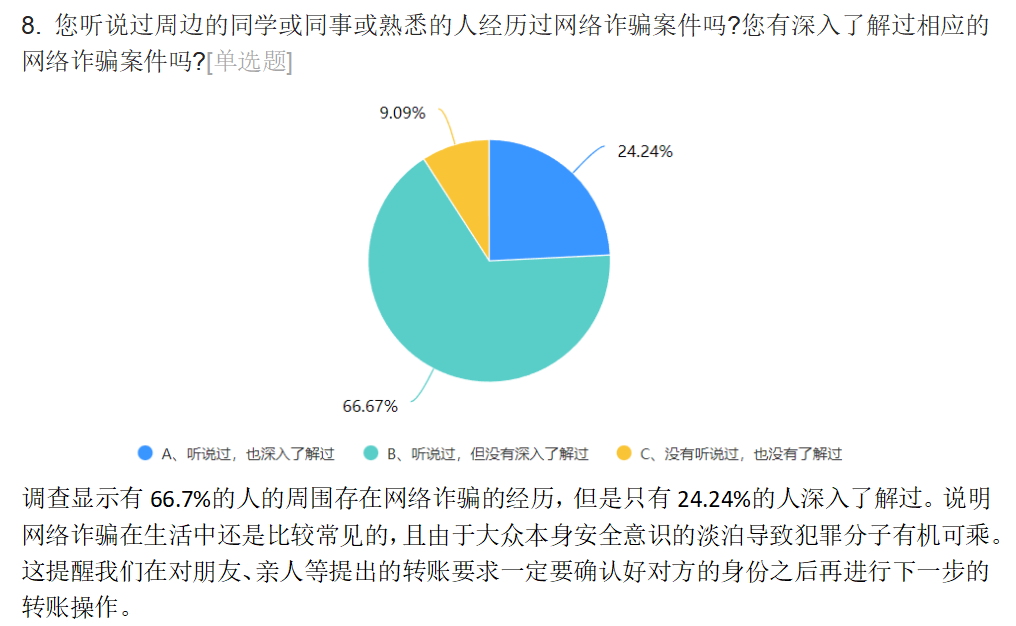 8. 您听说过周边的同学或同事或熟悉的人经历过网络诈骗案件吗?您有深入了解过相应的
网络诈骗案件吗?[单选题]
9.09%
24.24%
66.67%
A、听说过，也深入了解过 B、听说过，但没有深入了解过 C、没有听说过，也没有了解过
调查显示有 66.7%的人的周围存在网络诈骗的经历，但是只有 24.24%的人深入了解过。说明
网络诈骗在生活中还是比较常见的，且由于大众本身安全意识的淡泊导致犯罪分子有机可乘。
这提醒我们在对朋友、亲人等提出的转账要求一定要确认好对方的身份之后再进行下一步的
转账操作。